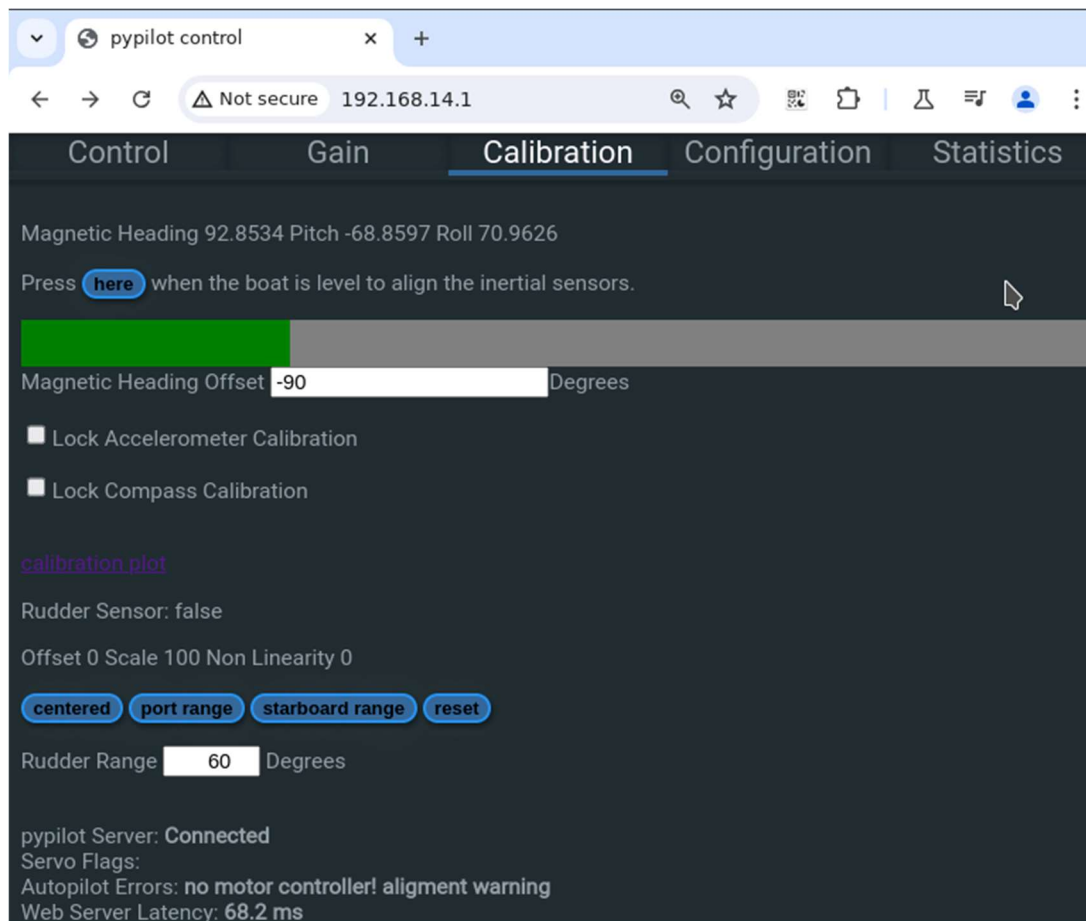 pypilot control
Not secure 192.168.14.1
Control Gain Calibration Configuration Statistics
Magnetic Heading 92.8534 Pitch -68.8597 Roll 70.9626
Press here when the boat is level to align the inertial sensors.
Magnetic Heading Offset -90 Degrees
Lock Accelerometer Calibration
Lock Compass Calibration
calibration plot
Rudder Sensor: false
Offset 0 Scale 100 Non Linearity 0
centered port range starboard range reset
Rudder Range 60 Degrees
pypilot Server: Connected
Servo Flags:
Autopilot Errors: no motor controller! aligment warning
Web Server Latency: 68.2 ms